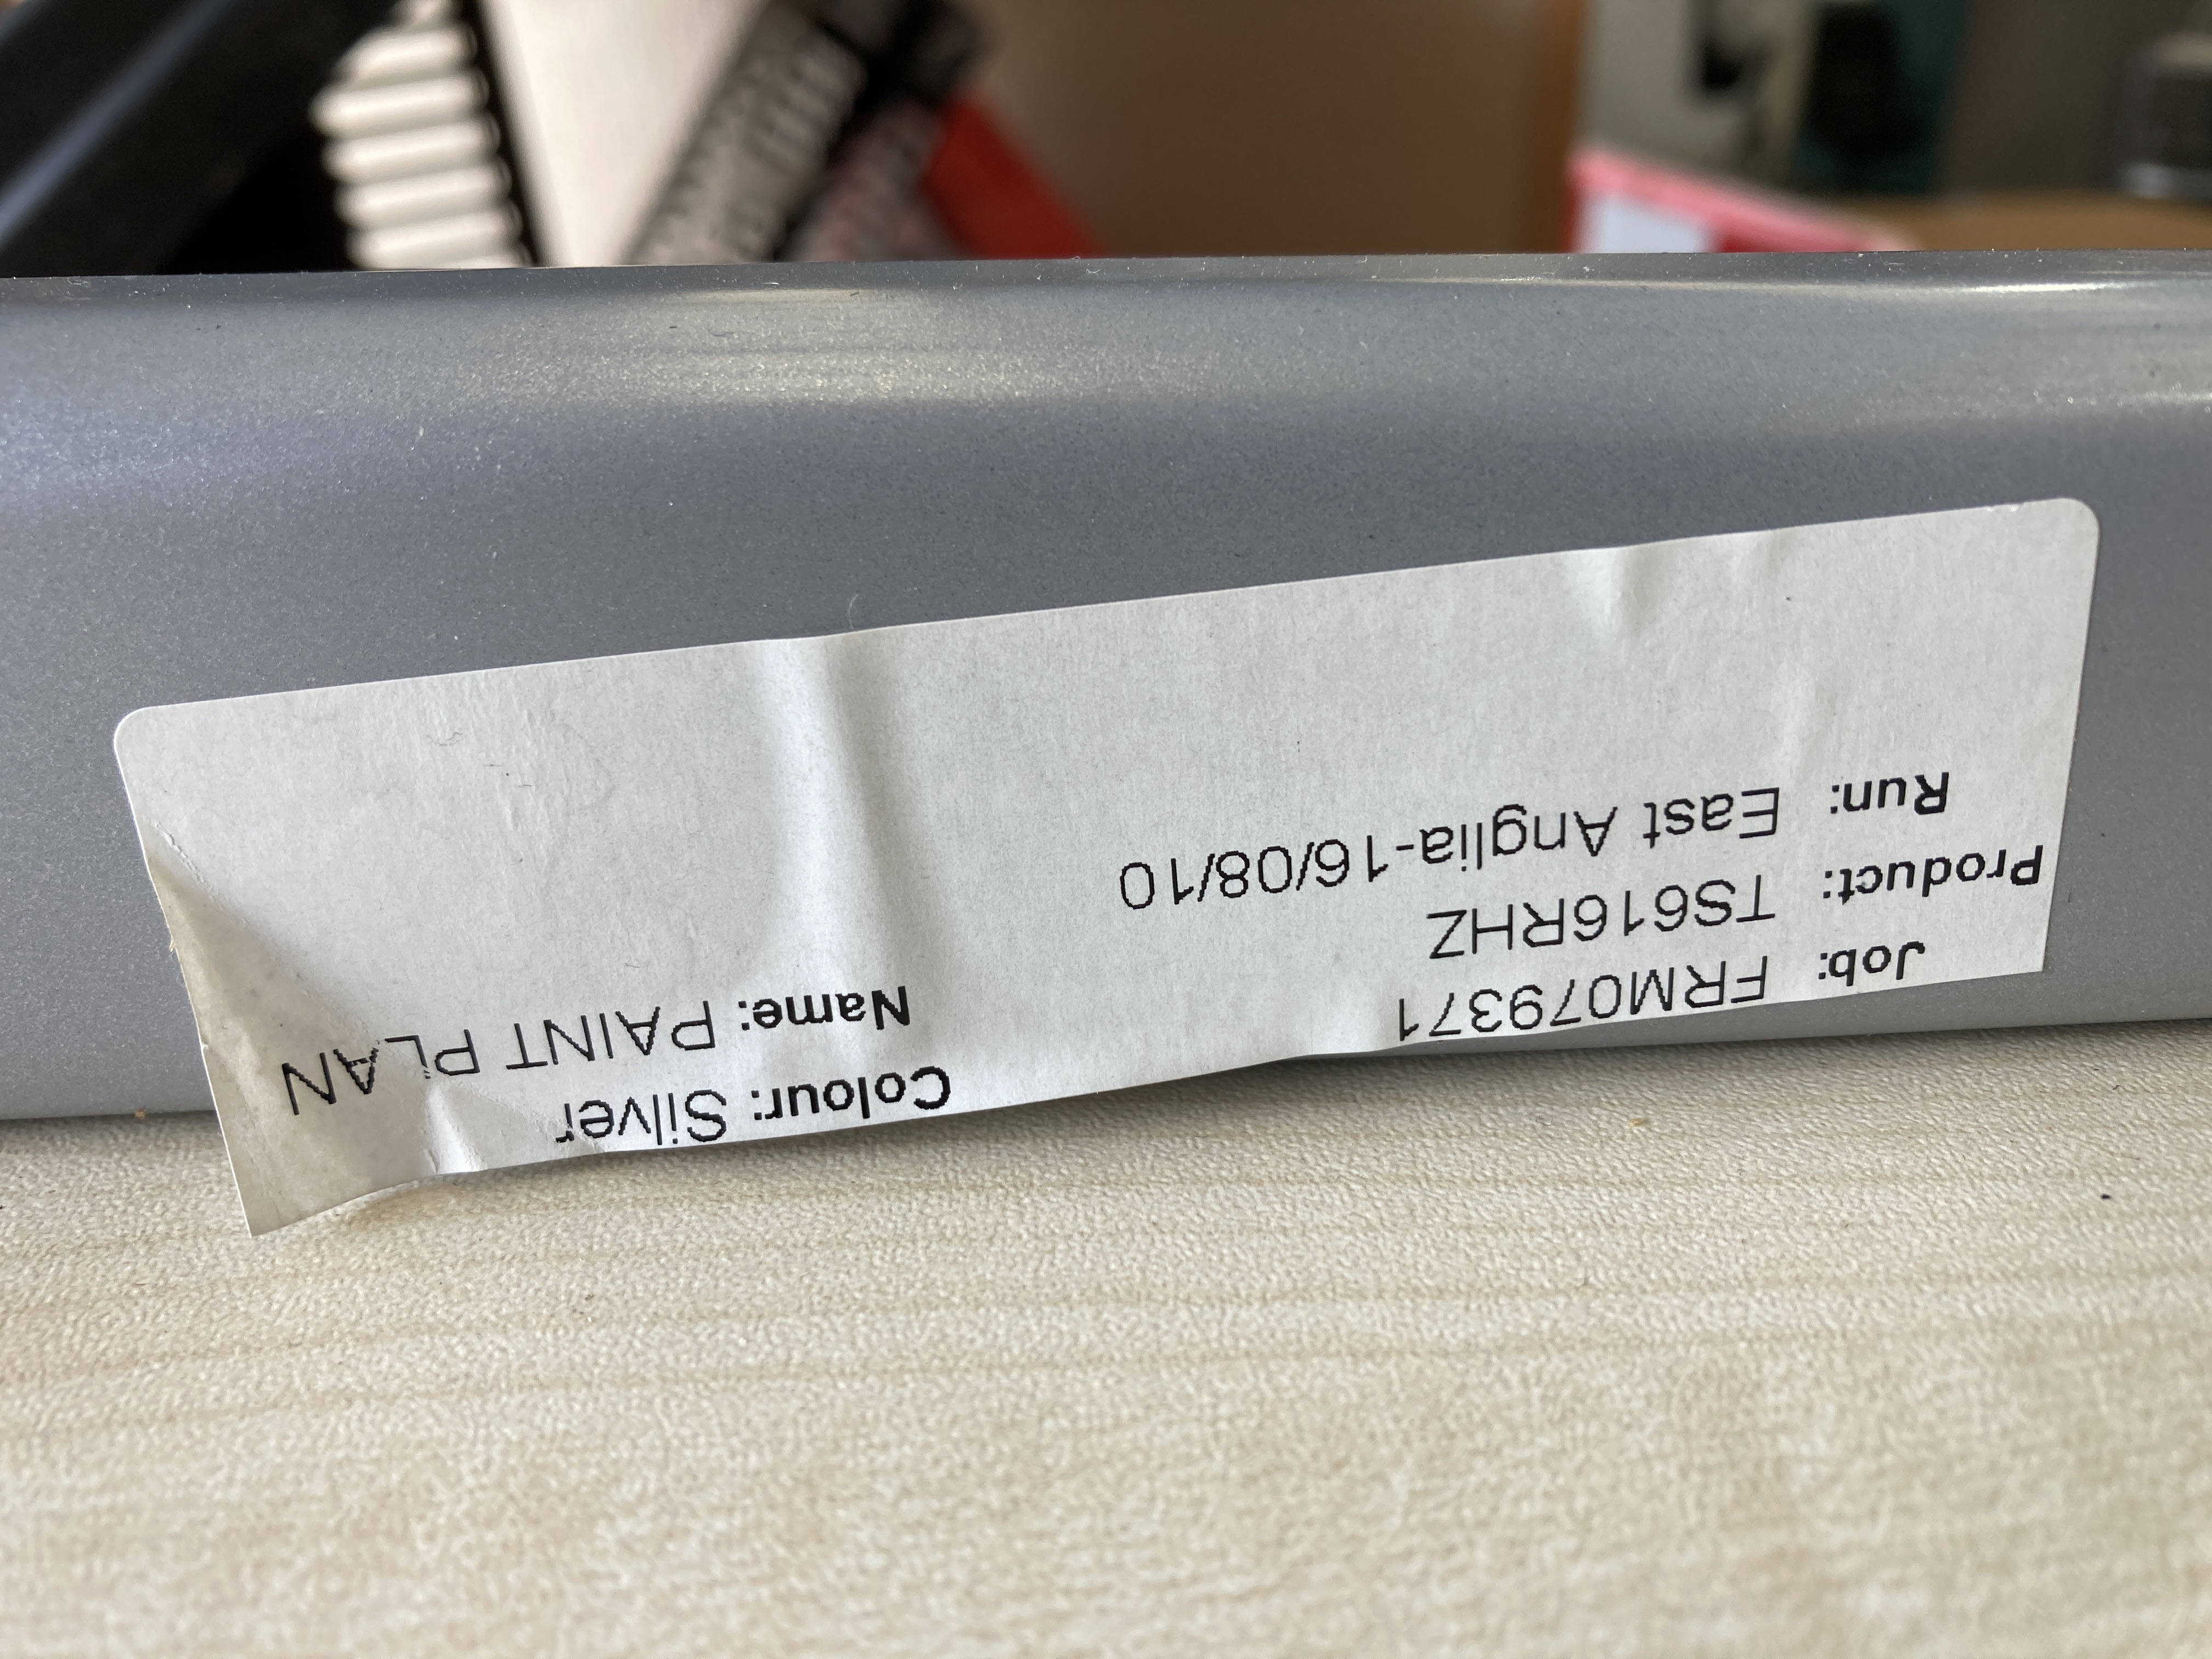 Colour: Silver
Name: PAINT PLAN
Job: FRM079371
Product: TS616RHZ
Run: East Anglia-16/08/10